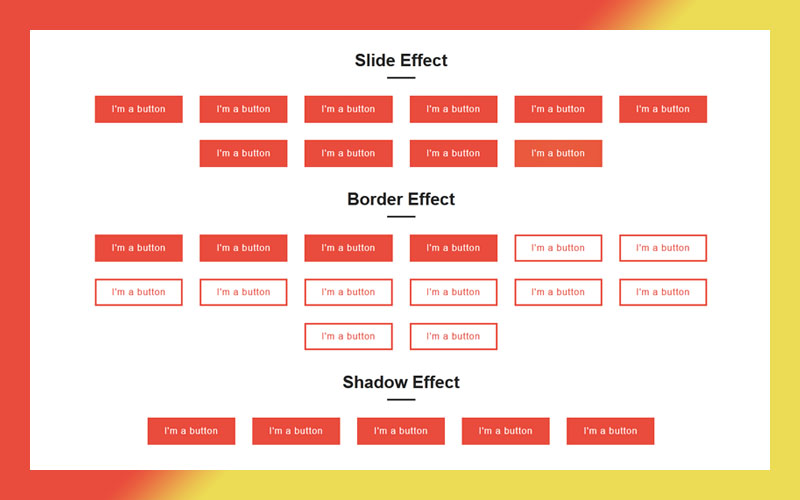 Slide Effect
I'm a button I'm a button I'm a button I'm a button I'm a button I'm a button
I'm a button I'm a button I'm a button I'm a button
Border Effect
I'm a button I'm a button I'm a button I'm a button I'm a button I'm a button
I'm a button I'm a button I'm a button I'm a button I'm a button I'm a button
I'm a button I'm a button
Shadow Effect
I'm a button I'm a button I'm a button I'm a button I'm a button